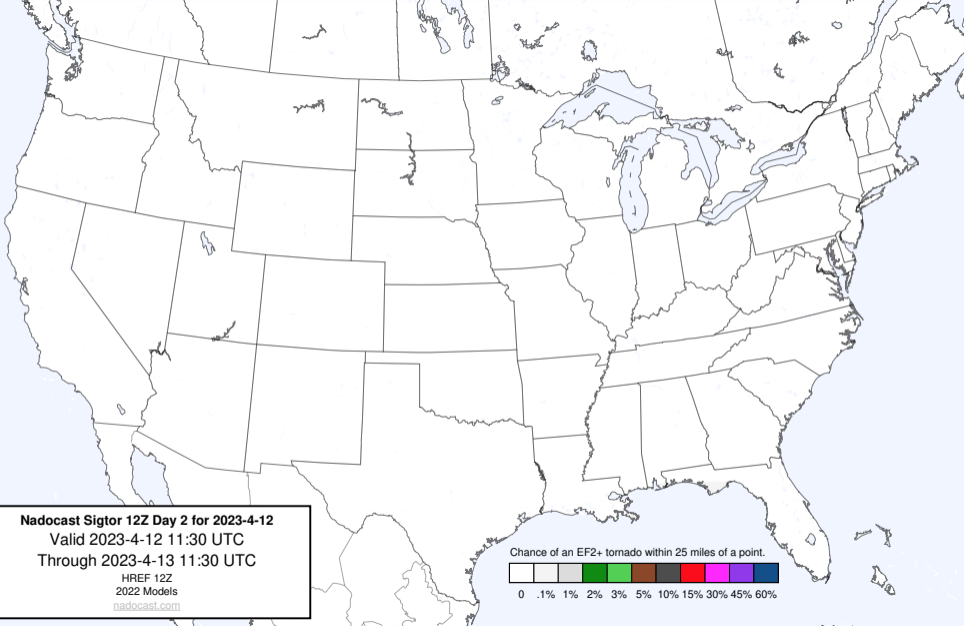 Nadocast Sigtor 12Z Day 2 for 2023-4-12
Valid 2023-4-12 11:30 UTC
Through 2023-4-13 11:30 UTC
HREF 12Z
2022 Models
nadocast.com
Chance of an EF2+ tornado within 25 miles of a point.
0 .1% 1% 2% 3% 5% 10% 15% 30% 45% 60%